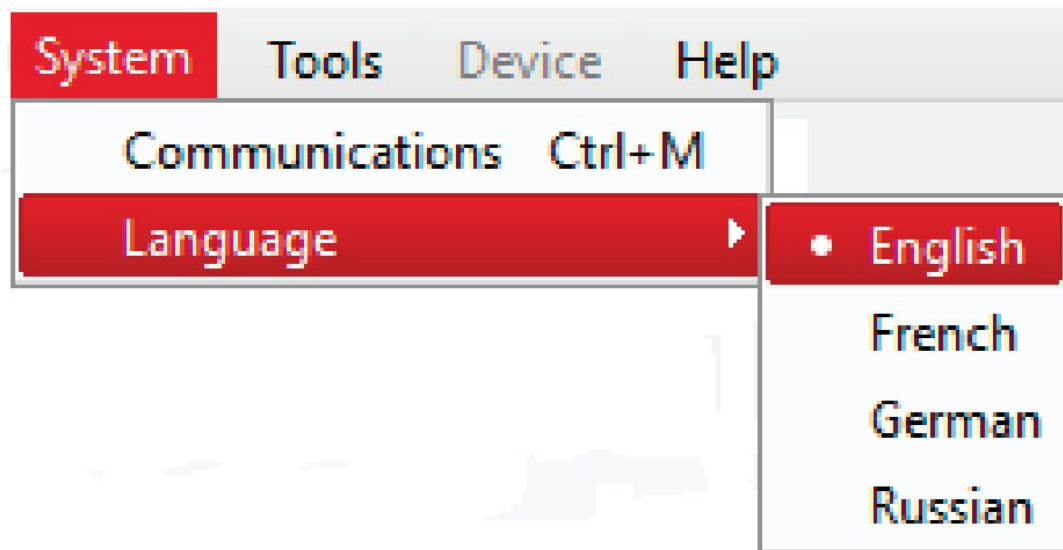 System Tools Device Help
Communications Ctrl+M
Language
English
French
German
Russian